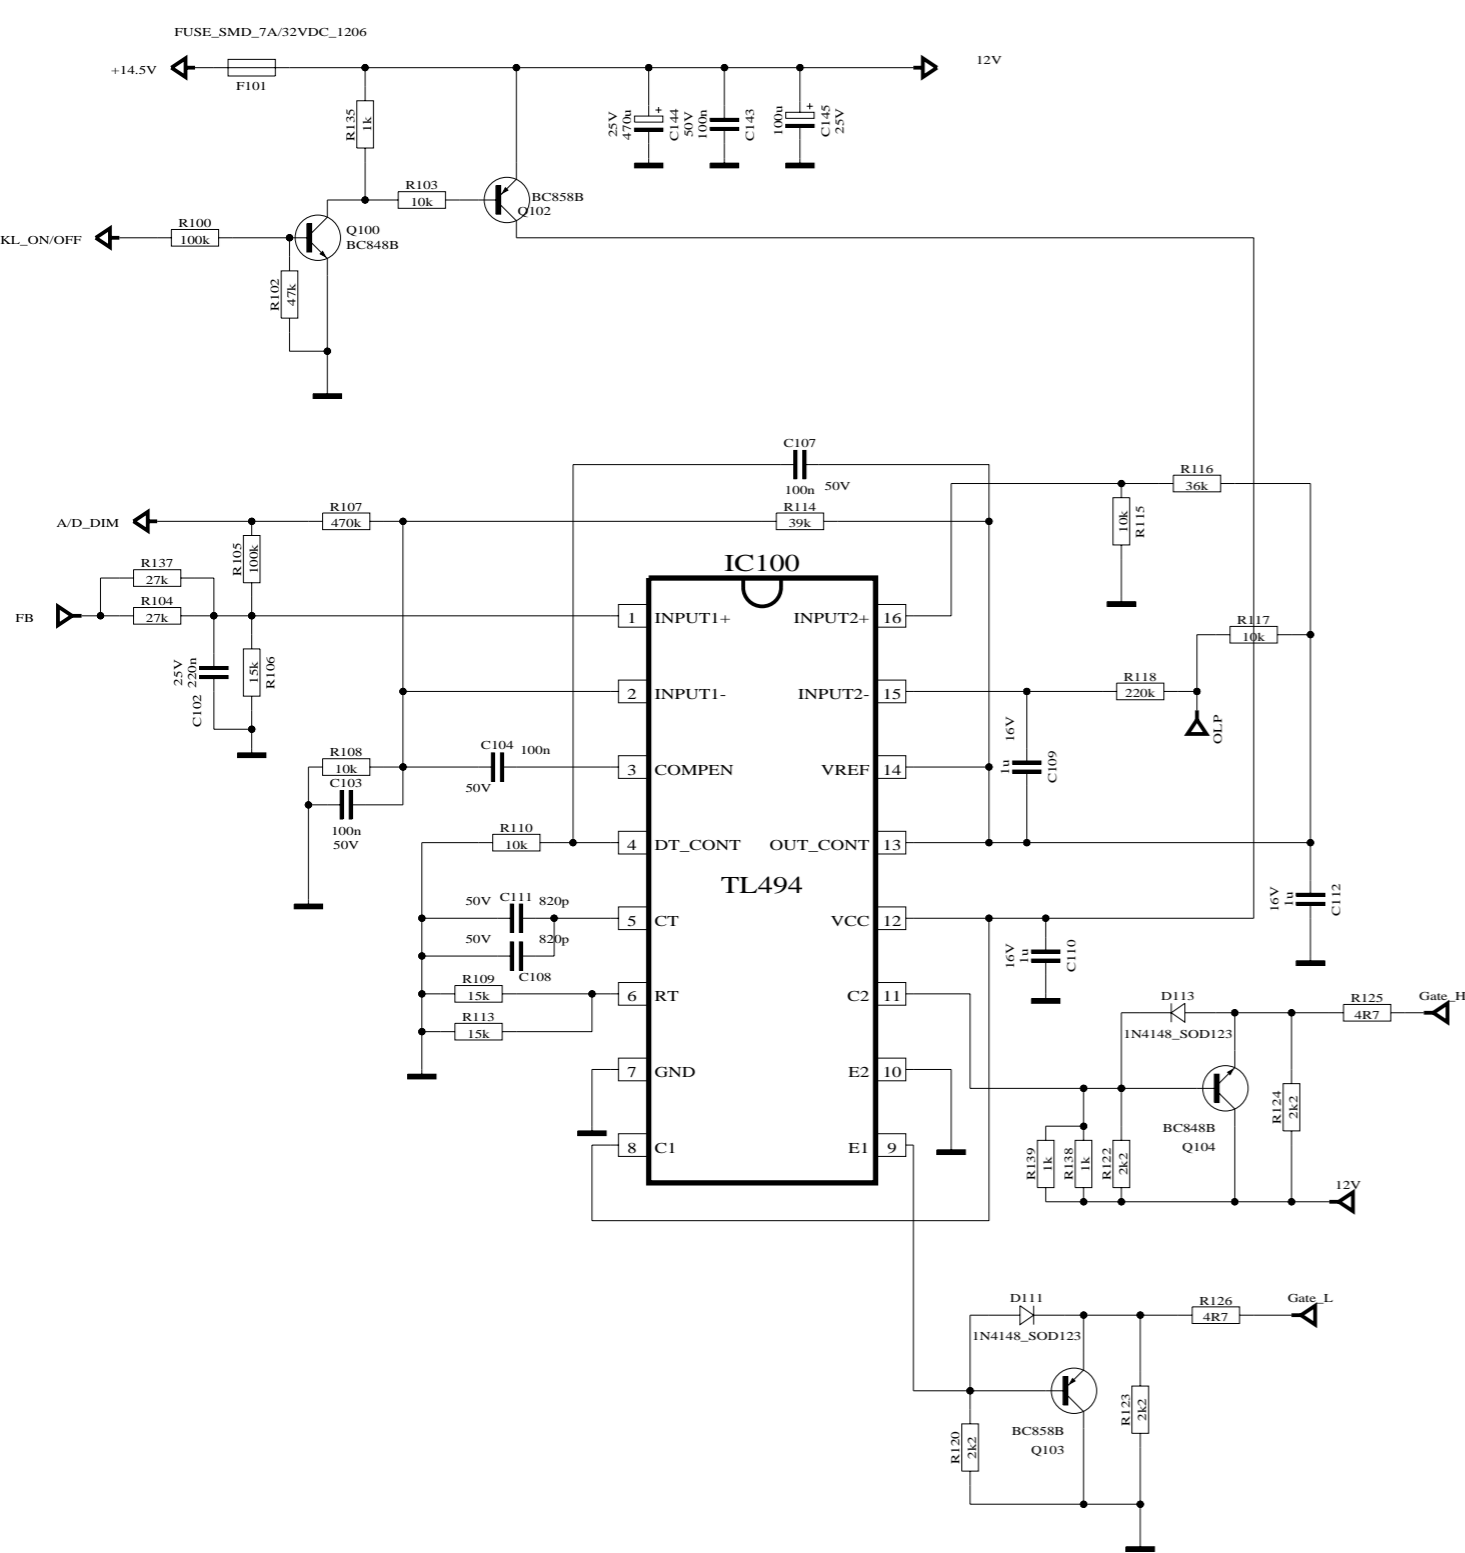 FUSE_SMD_7A/32VDC_1206
+14.5V
F101
12V
R135
1k
25V
470u
C144
50V
100n
C143
100u
C145
25V
R103
10k
BC858B
Q102
KL_ON/OFF
R100
100k
Q100
BC848B
R102
47k
C107
100n
50V
R116
36k
A/D_DIM
R107
470k
R114
39k
10k
R115
R105
100k
IC100
R137
27k
FB
R104
27k
1
INPUT1+
INPUT2+
16
R117
10k
25V
220n
C102
15k
R106
2
INPUT1-
INPUT2-
15
R118
220k
OLP
16V
1u
C109
R108
10k
C104
100n
50V
3
COMPEN
VREF
14
C103
100n
50V
R110
10k
4
DT_CONT
OUT_CONT
13
TL494
50V
C111
820p
5
CT
VCC
12
16V
1u
C112
50V
820p
C108
16V
1u
C110
R109
15k
6
RT
C2
11
D113
1N4148_SOD123
R125
4R7
Gate_H
R113
15k
7
GND
E2
10
R124
2k2
BC848B
Q104
8
C1
E1
9
R139
1k
R138
1k
R122
2k2
12V
D111
1N4148_SOD123
R126
4R7
Gate_L
R123
2k2
BC858B
Q103
R120
2k2